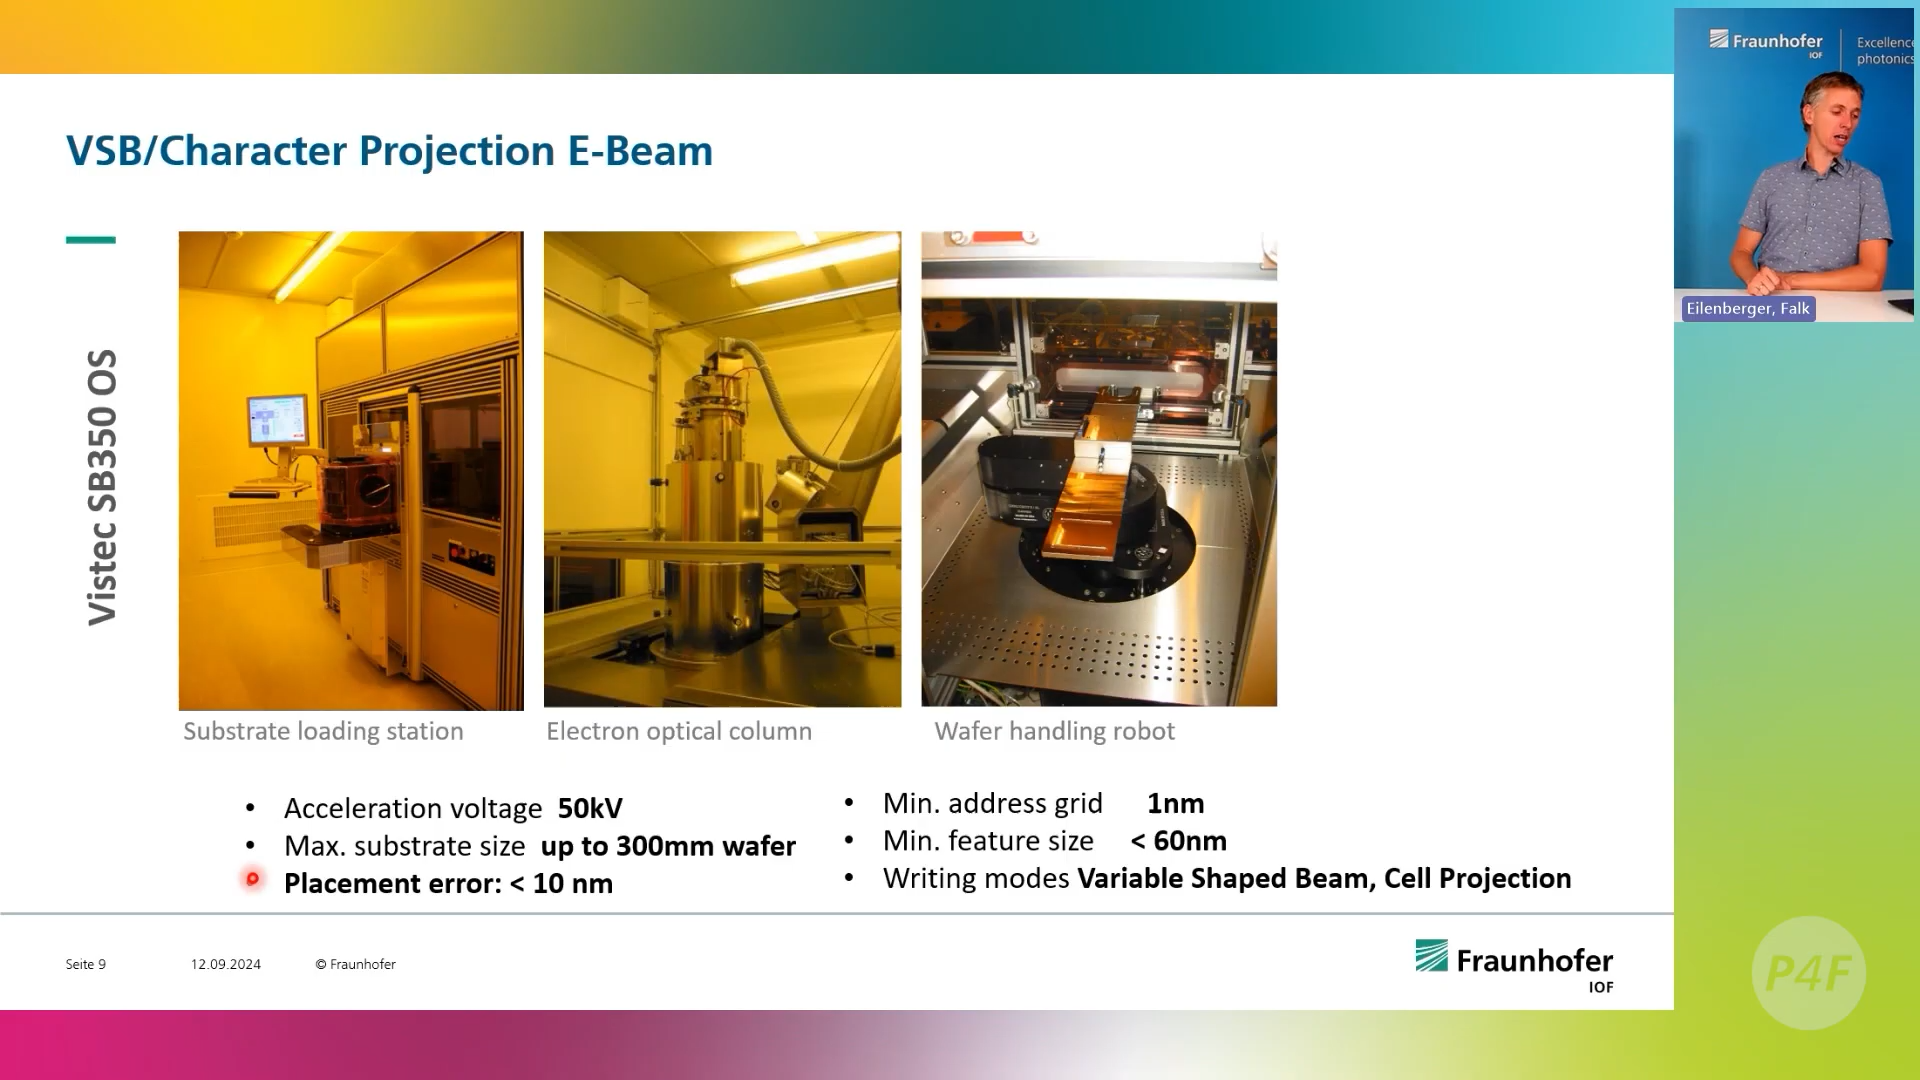 Fraunhofer
IOF
Excellence
photonics
VSB/Character Projection E-Beam
Eilenberger, Falk
Vistec SB350 OS
Substrate loading station
Electron optical column
Wafer handling robot
• Acceleration voltage 50kV
• Max. substrate size up to 300mm wafer
Placement error: < 10 nm
• Min. address grid 1nm
• Min. feature size < 60nm
• Writing modes Variable Shaped Beam, Cell Projection
Seite 9
12.09.2024
© Fraunhofer
Fraunhofer
IOF
P4F